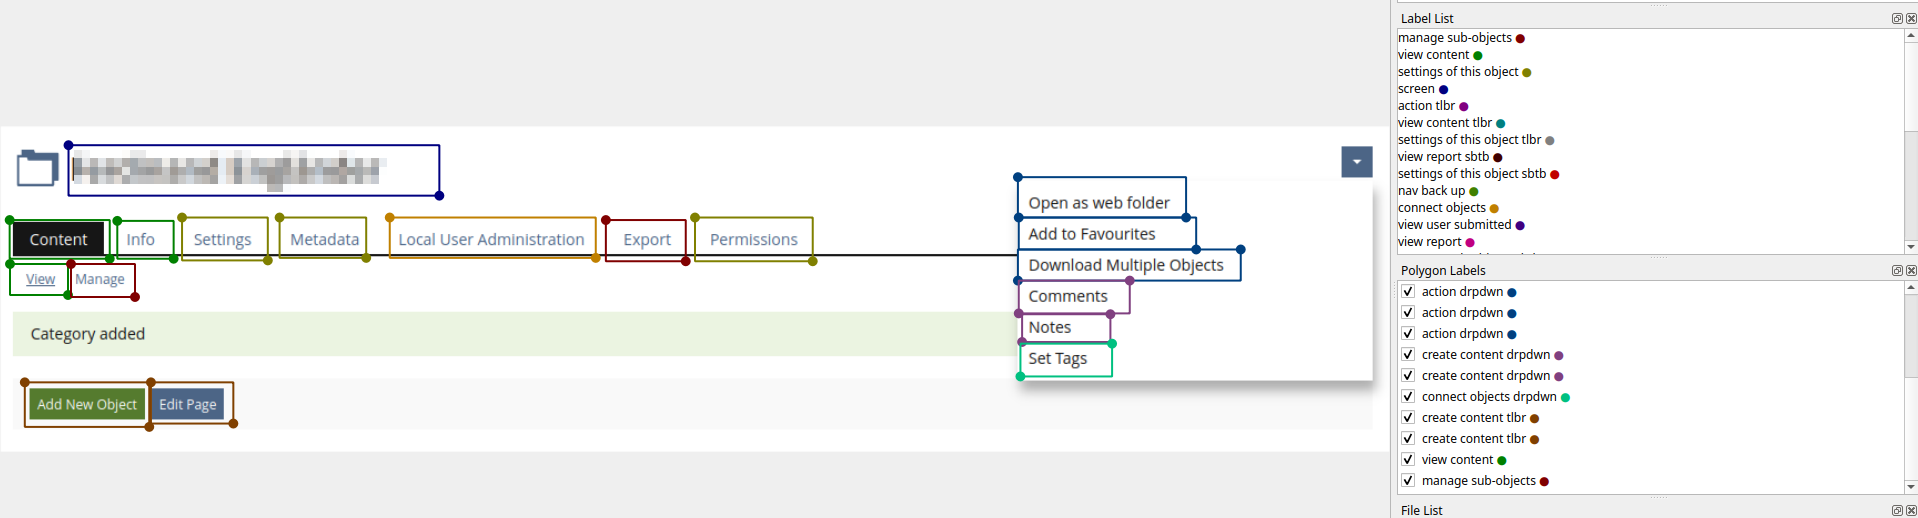 Open as web folder
Add to Favourites
Download Multiple Objects
Comments
Notes
Set Tags
Content Info Settings Metadata Local User Administration Export Permissions
View Manage
Category added
Add New Object Edit Page
Label List
manage sub-objects
view content
settings of this object
screen
action tlbr
view content tlbr
settings of this object tlbr
view report sbtb
settings of this object sbtb
nav back up
connect objects
view user submitted
view report
Polygon Labels
action drpdwn
action drpdwn
action drpdwn
create content drpdwn
create content drpdwn
connect objects drpdwn
create content tlbr
create content tlbr
view content
manage sub-objects
File List